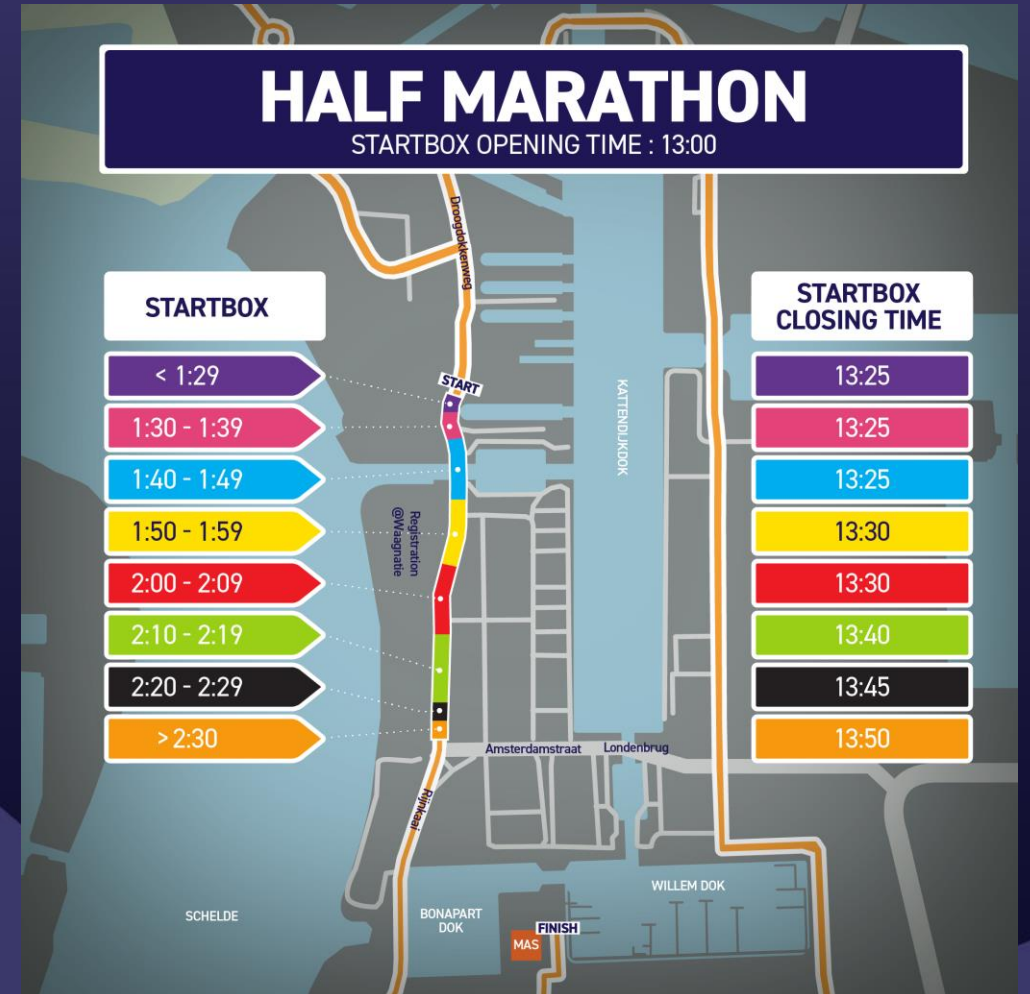 HALF MARATHON
STARTBOX OPENING TIME : 13:00
Droogdokkenweg
STARTBOX
STARTBOX
CLOSING TIME
< 1:29
START
13:25
1:30 - 1:39
KATTENDIJKDOK
13:25
1:40 - 1:49
13:25
1:50 - 1:59
Registration
@Waagnatie
13:30
2:00 - 2:09
13:30
2:10 - 2:19
13:40
2:20 - 2:29
13:45
> 2:30
13:50
Amsterdamstraat
Londenbrug
Rijnkaai
WILLEM DOK
SCHELDE
BONAPART
DOK
FINISH
MAS